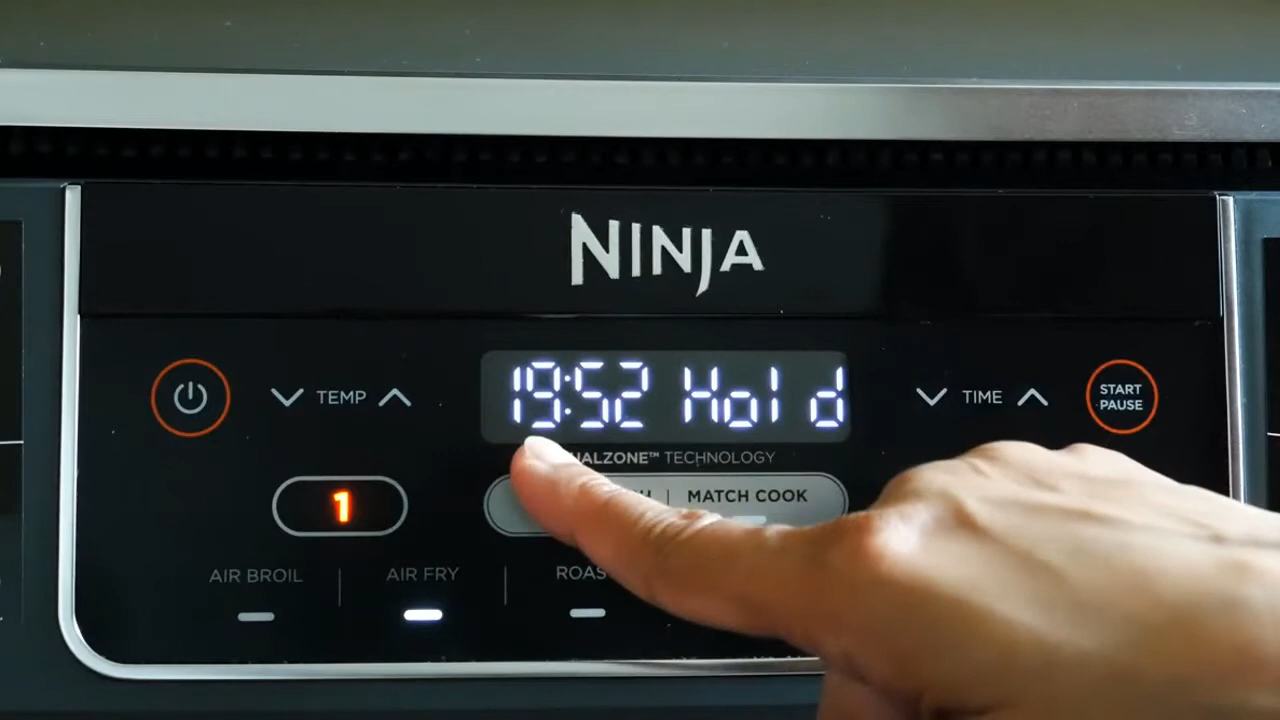 NINJA
TEMP
19:52 Hold
TIME
START
PAUSE
TECHNOLOGY
1
MATCH COOK
AIR BROIL
AIR FRY